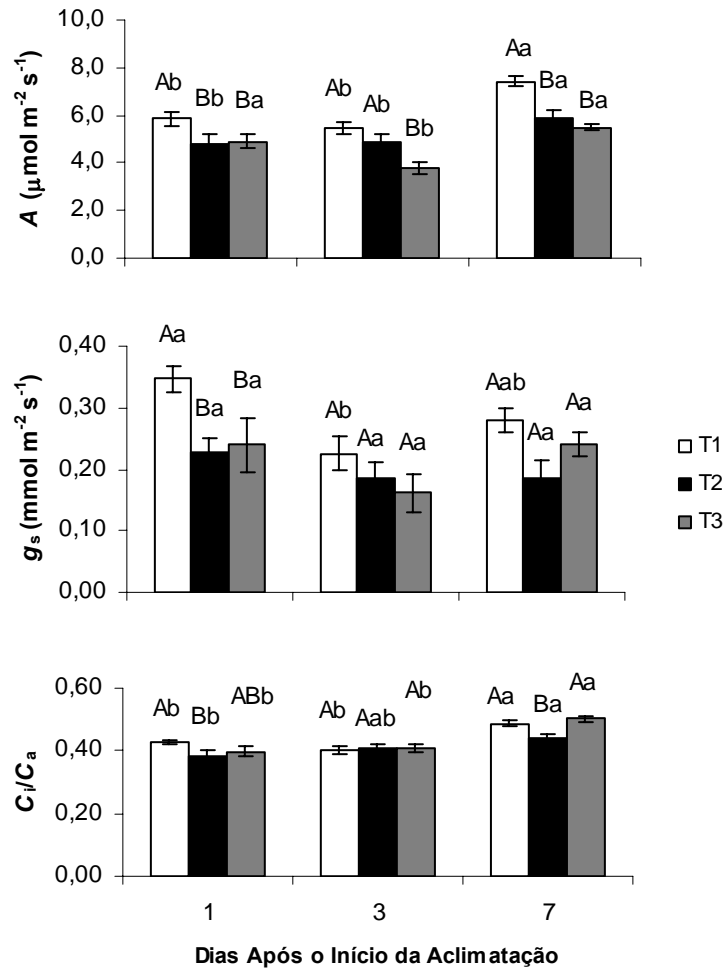 A (μmol m⁻² s⁻¹)
10,0
8,0
6,0
4,0
2,0
0,0
Ab Bb Ba
Ab Ab Bb
Aa Ba Ba
gs (mmol m⁻² s⁻¹)
0,40
0,30
0,20
0,10
0,00
Aa Ba Ba
Ab Aa Aa
Aab Aa Aa
T1
T2
T3
Ci/Ca
0,60
0,40
0,20
0,00
Ab Bb ABb
Ab Aab Ab
Aa Ba Aa
1 3 7
Dias Após o Início da Aclimatação